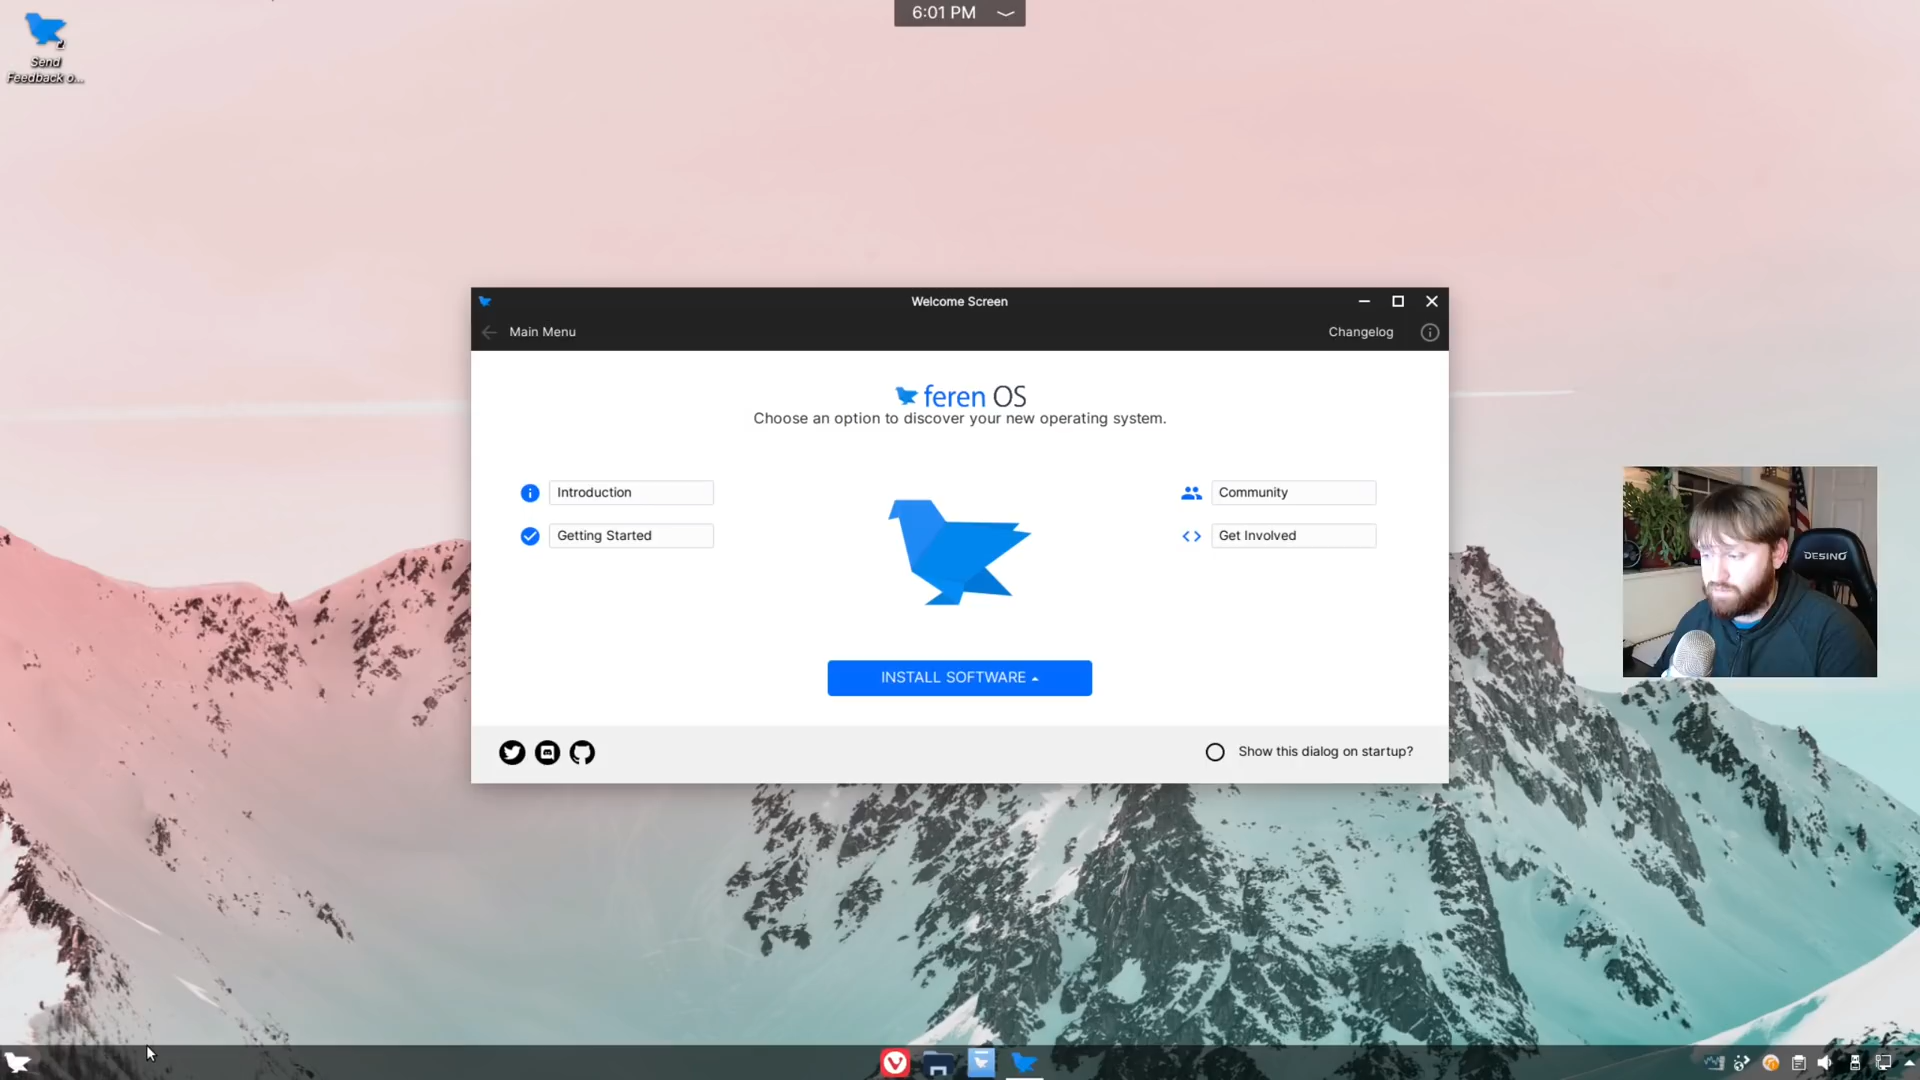 6:01 PM
Send
Feedback o...
Welcome Screen
Main Menu
Changelog
feren OS
Choose an option to discover your new operating system.
Introduction
Community
Getting Started
Get Involved
INSTALL SOFTWARE
Show this dialog on startup?
DESINO